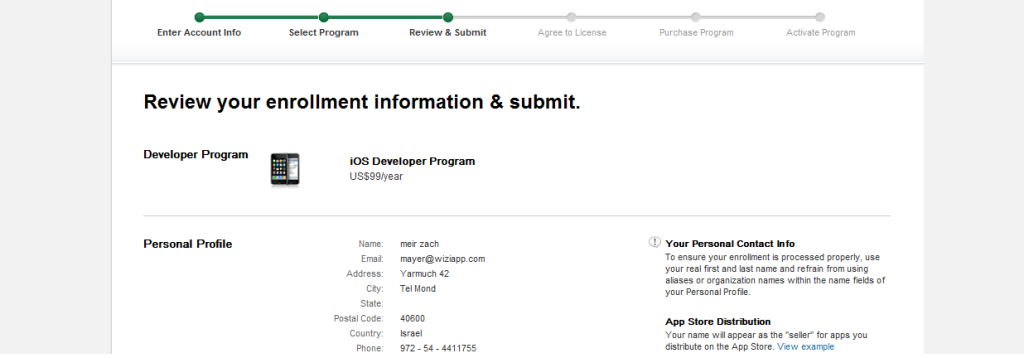 Enter Account Info Select Program Review & Submit Agree to License Purchase Program Activate Program
Review your enrollment information & submit.
Developer Program
iOS Developer Program
US$99/year
Personal Profile
Name: meir zach
Email: mayer@wiziapp.com
Address: Yarmuch 42
City: Tel Mond
State:
Postal Code: 40600
Country: Israel
Phone: 972 - 54 - 4411755
Your Personal Contact Info
To ensure your enrollment is processed properly, use
your real first and last name and refrain from using
aliases or organization names within the name fields of
your Personal Profile.
App Store Distribution
Your name will appear as the "seller" for apps you
distribute on the App Store. View example